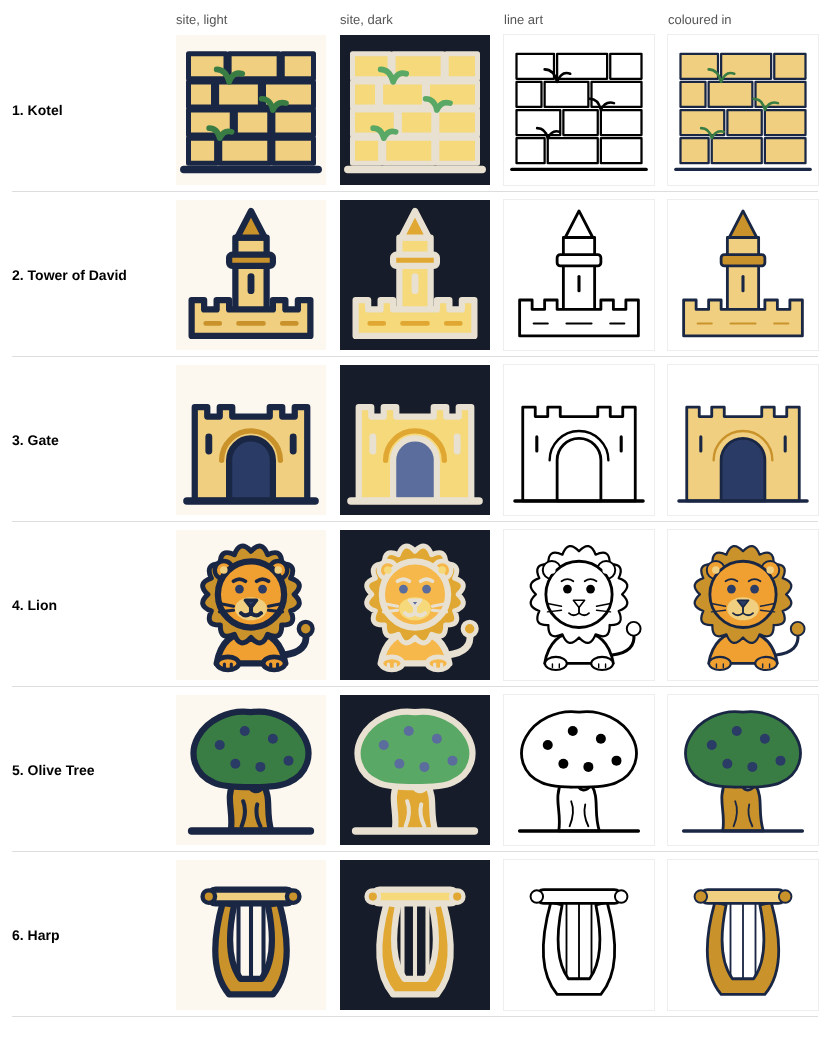 site, light
site, dark
line art
coloured in
1. Kotel
2. Tower of David
3. Gate
4. Lion
5. Olive Tree
6. Harp